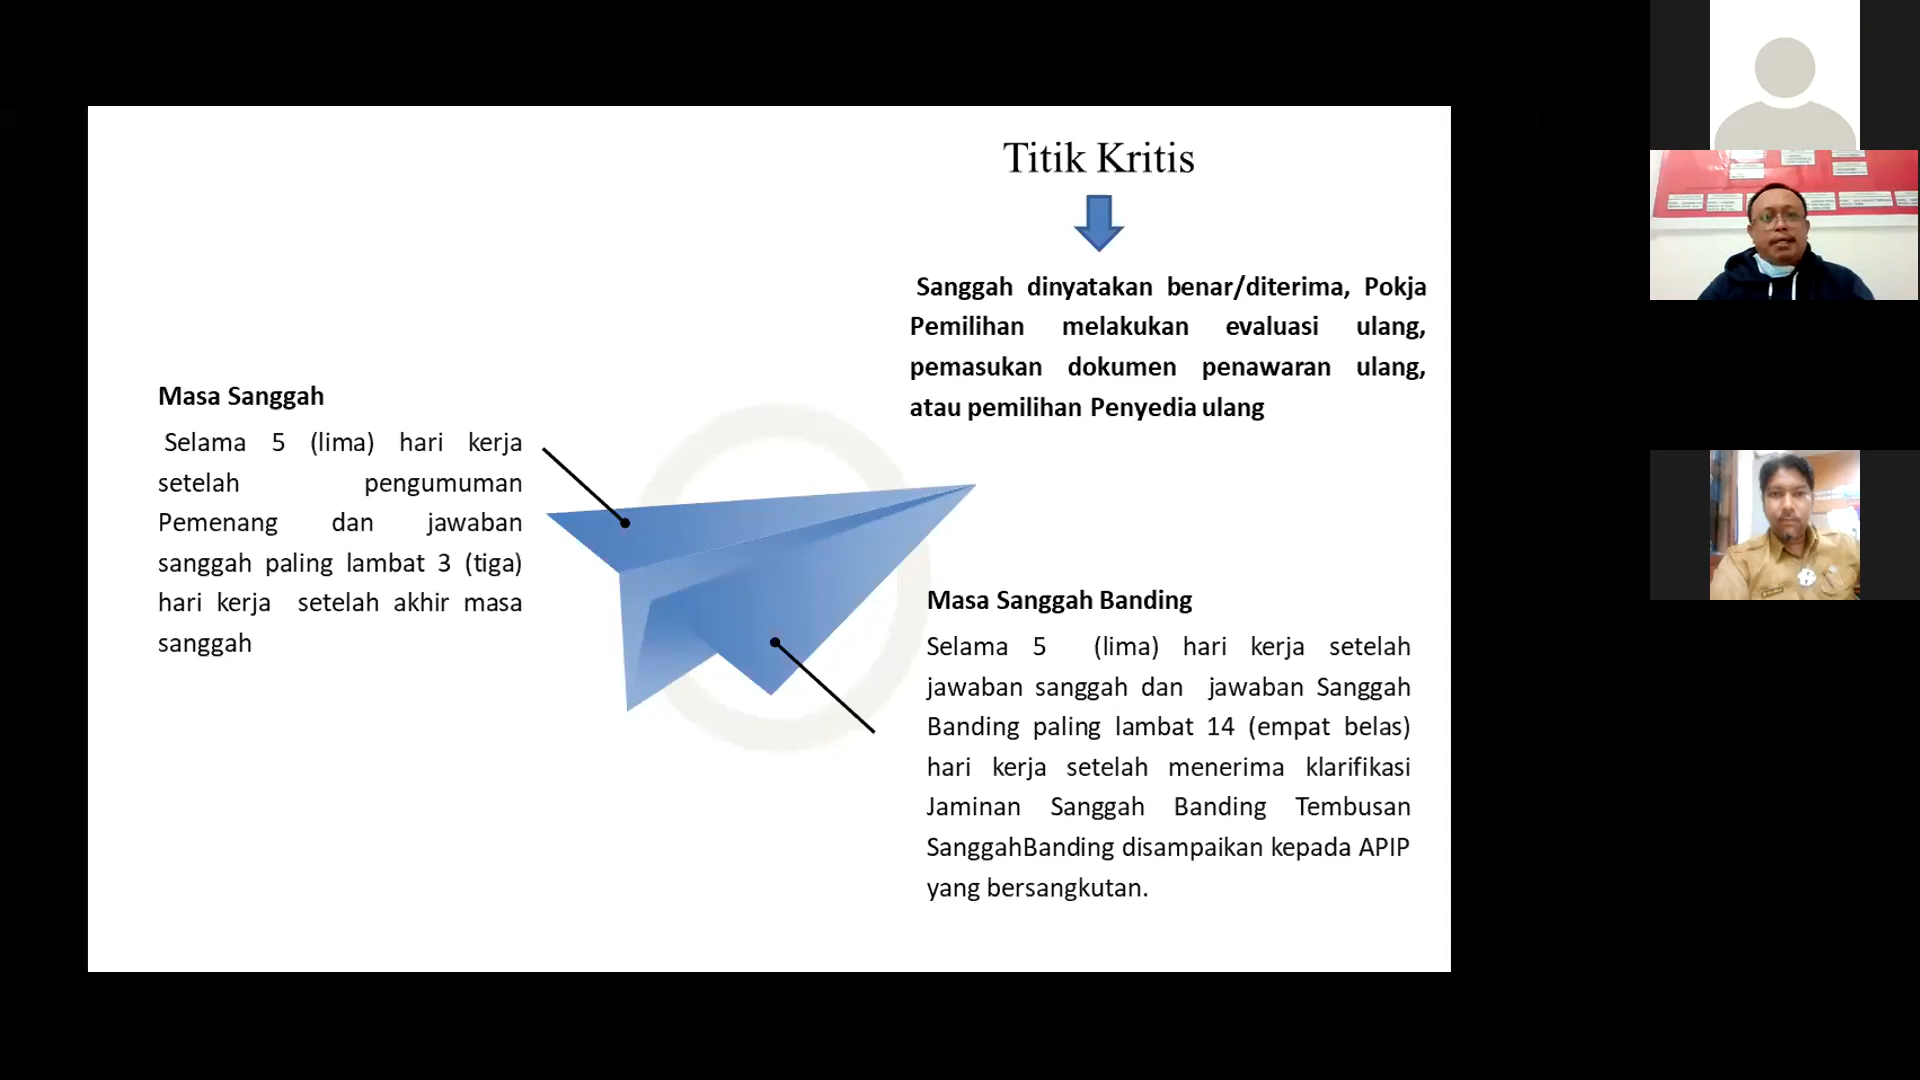 Titik Kritis
Sanggah dinyatakan benar/diterima, Pokja
Pemilihan melakukan evaluasi ulang,
pemasukan dokumen penawaran ulang,
atau pemilihan Penyedia ulang
Masa Sanggah
Selama 5 (lima) hari kerja
setelah pengumuman
Pemenang dan jawaban
sanggah paling lambat 3 (tiga)
hari kerja setelah akhir masa
sanggah
Masa Sanggah Banding
Selama 5 (lima) hari kerja setelah
jawaban sanggah dan jawaban Sanggah
Banding paling lambat 14 (empat belas)
hari kerja setelah menerima klarifikasi
Jaminan Sanggah Banding Tembusan
SanggahBanding disampaikan kepada APIP
yang bersangkutan.